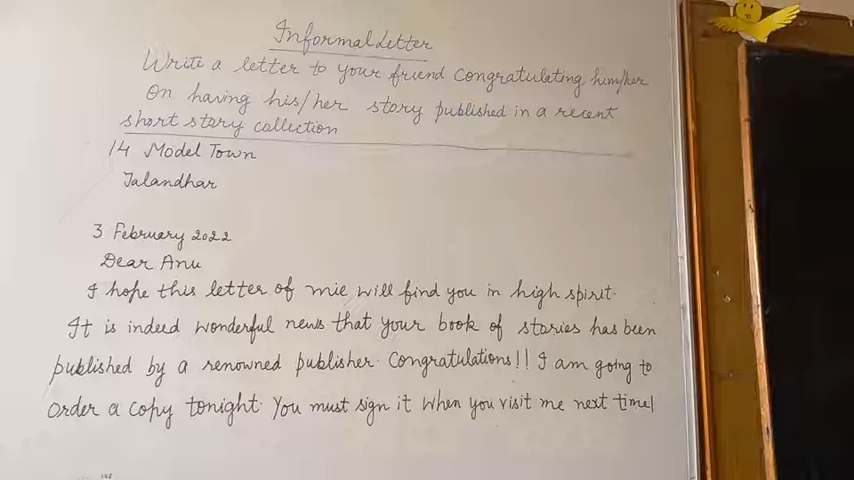 Informal Letter
Write a letter to your friend congratulating him/her
On having his/her story published in a recent
short story collection
14 Model Town
Jalandhar
3 February 2022
Dear Anu
I hope this letter of mie will find you in high spirit.
It is indeed wonderful news that your book of stories has been
published by a renowned publisher. Congratulations!! I am going to
Order a copy tonight. You must sign it when you visit me next time|